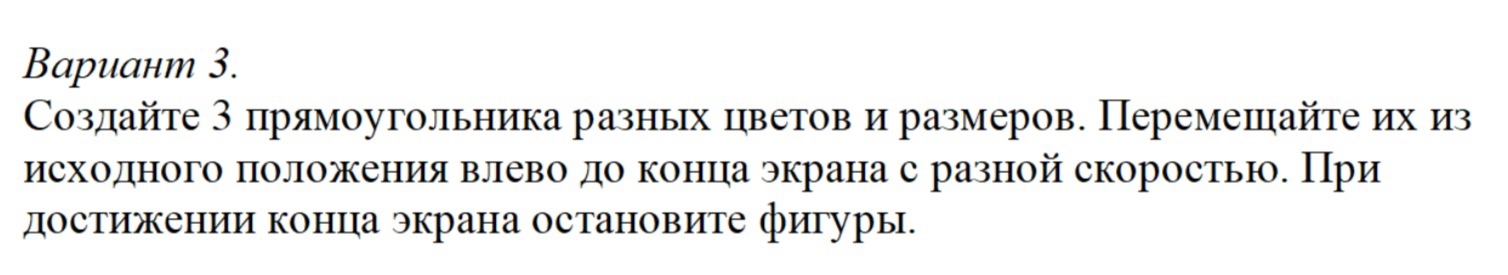 Вариант 3.
Создайте 3 прямоугольника разных цветов и размеров. Перемещайте их из
исходного положения влево до конца экрана с разной скоростью. При
достижении конца экрана остановите фигуры.